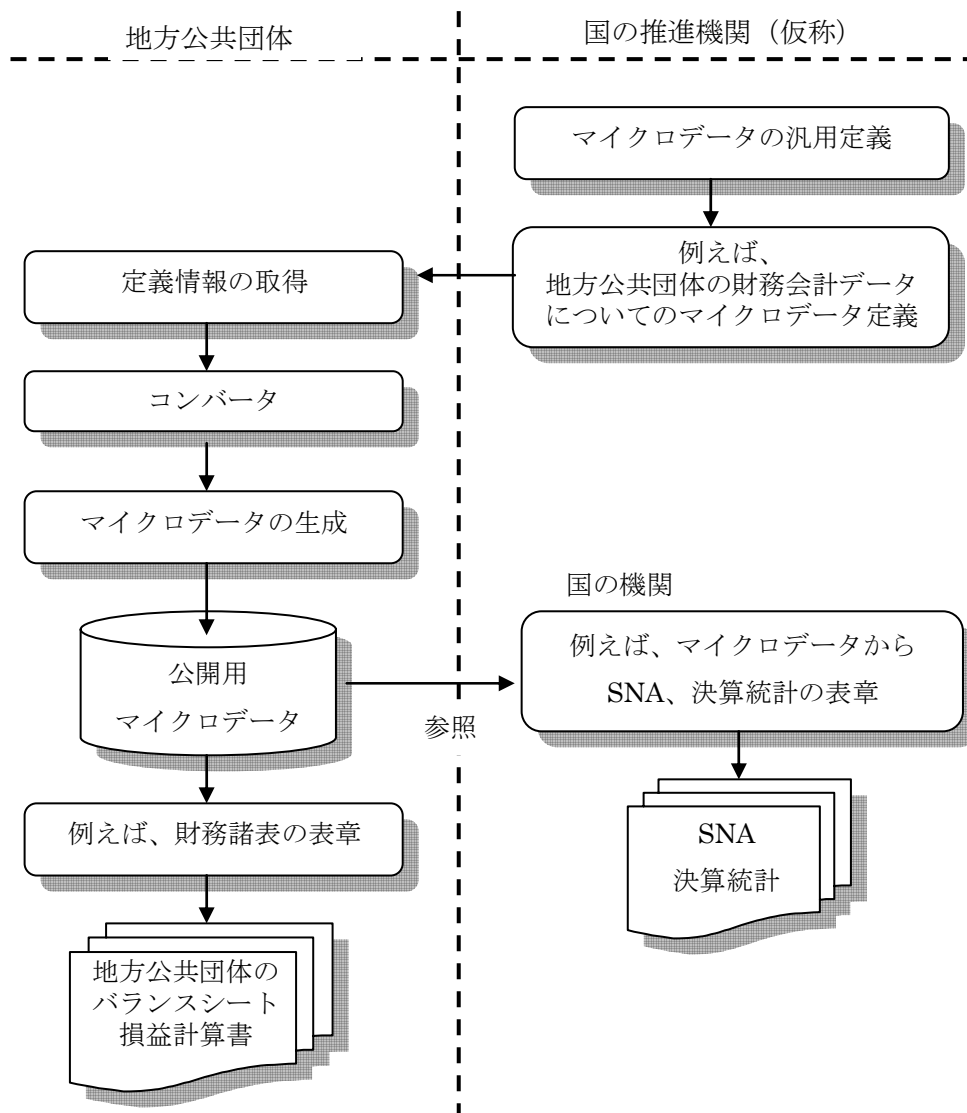 地方公共団体
国の推進機関（仮称）
マイクロデータの汎用定義
例えば、
地方公共団体の財務会計データ
についてのマイクロデータ定義
定義情報の取得
コンバータ
マイクロデータの生成
公開用
マイクロデータ
参照
国の機関
例えば、マイクロデータから
SNA、決算統計の表章
SNA
決算統計
例えば、財務諸表の表章
地方公共団体の
バランスシート
損益計算書